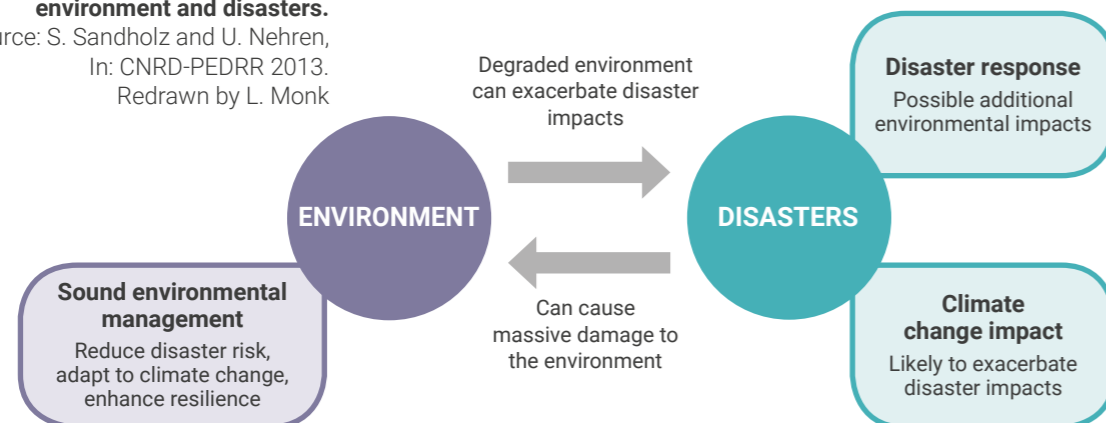 environment and disasters.
S. Sandholz and U. Nehren,
In: CNRD-PEDRR 2013.
Redrawn by L. Monk
Degraded environment
can exacerbate disaster
impacts
ENVIRONMENT
DISASTERS
Can cause
massive damage to
the environment
Sound environmental
management
Reduce disaster risk,
adapt to climate change,
enhance resilience
Disaster response
Possible additional
environmental impacts
Climate
change impact
Likely to exacerbate
disaster impacts